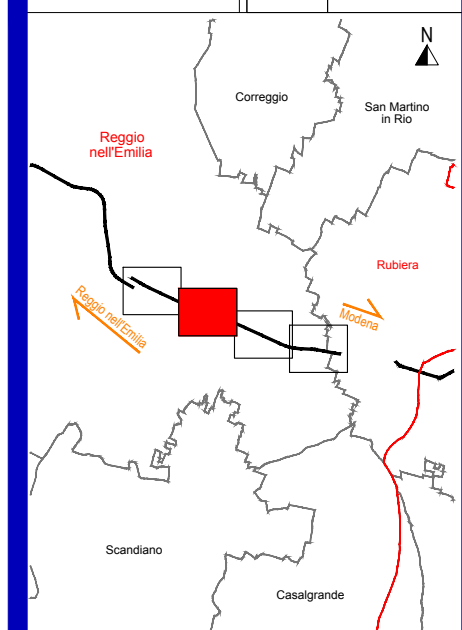 N
Correggio
San Martino
in Rio
Reggio
nell'Emilia
Rubiera
Reggio nell'Emilia
Modena
Scandiano
Casalgrande